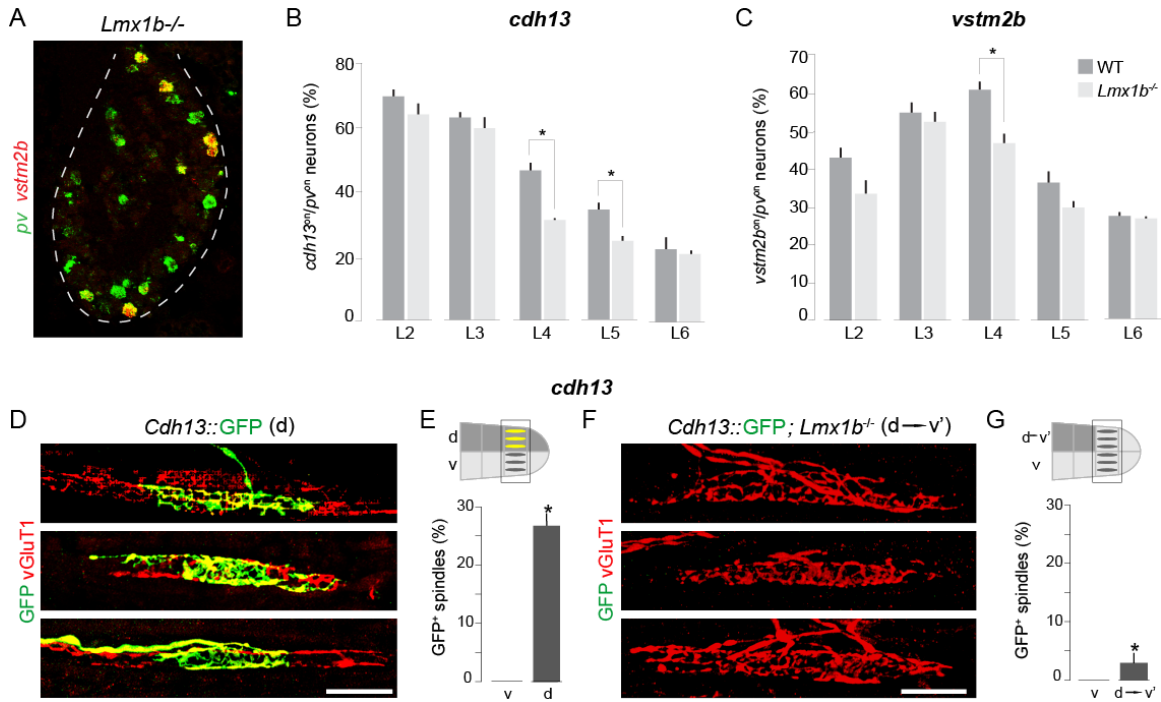 A
Lmx1b-/-
pv vstm2b
B
cdh13
cdh13ᵒⁿ/pvᵒⁿ neurons (%)
80
60
40
20
0
*
*
L2 L3 L4 L5 L6
C
vstm2b
vstm2bᵒⁿ/pvᵒⁿ neurons (%)
70
60
50
40
30
20
10
0
*
WT
Lmx1b⁻/⁻
L2 L3 L4 L5 L6
cdh13
D
Cdh13::GFP (d)
GFP vGluT1
E
d
v
GFP⁺ spindles (%)
30
20
10
0
*
v d
F
Cdh13::GFP; Lmx1b⁻/⁻ (d→v')
GFP vGluT1
G
d→v'
v
GFP⁺ spindles (%)
30
20
10
0
*
v d→v'